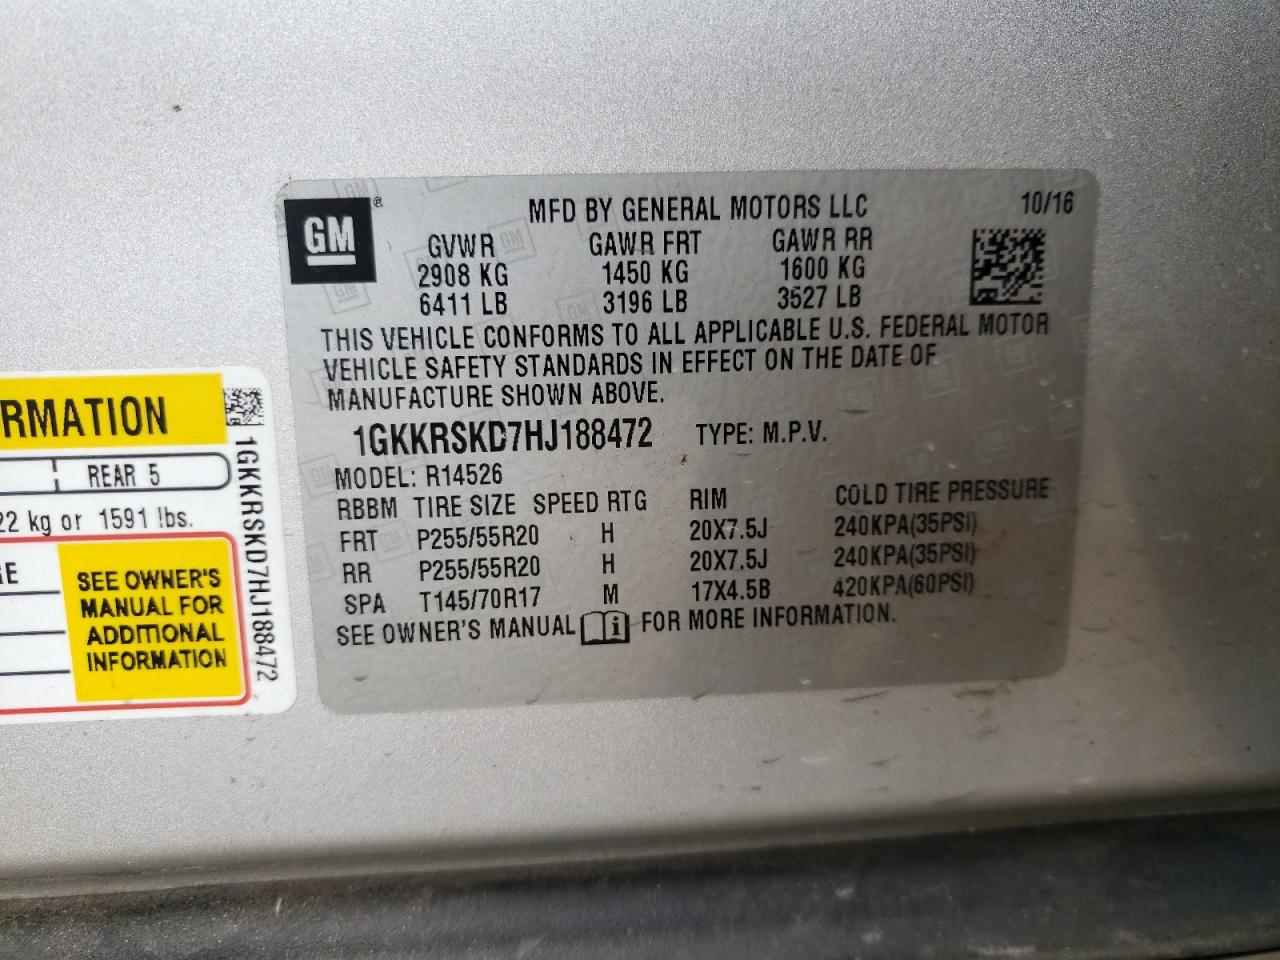 GM®
MFD BY GENERAL MOTORS LLC 10/16
GVWR GAWR FRT GAWR RR
2908 KG 1450 KG 1600 KG
6411 LB 3196 LB 3527 LB
THIS VEHICLE CONFORMS TO ALL APPLICABLE U.S. FEDERAL MOTOR
VEHICLE SAFETY STANDARDS IN EFFECT ON THE DATE OF
MANUFACTURE SHOWN ABOVE.
1GKKRSKD7HJ188472 TYPE: M.P.V.
MODEL: R14526
RBBM TIRE SIZE SPEED RTG RIM COLD TIRE PRESSURE
FRT P255/55R20 H 20X7.5J 240KPA(35PSI)
RR P255/55R20 H 20X7.5J 240KPA(35PSI)
SPA T145/70R17 M 17X4.5B 420KPA(60PSI)
SEE OWNER'S MANUAL i FOR MORE INFORMATION.
RMATION
REAR 5
22 kg or 1591 lbs.
RE
SEE OWNER'S
MANUAL FOR
ADDITIONAL
INFORMATION
1GKKRSKD7HJ188472